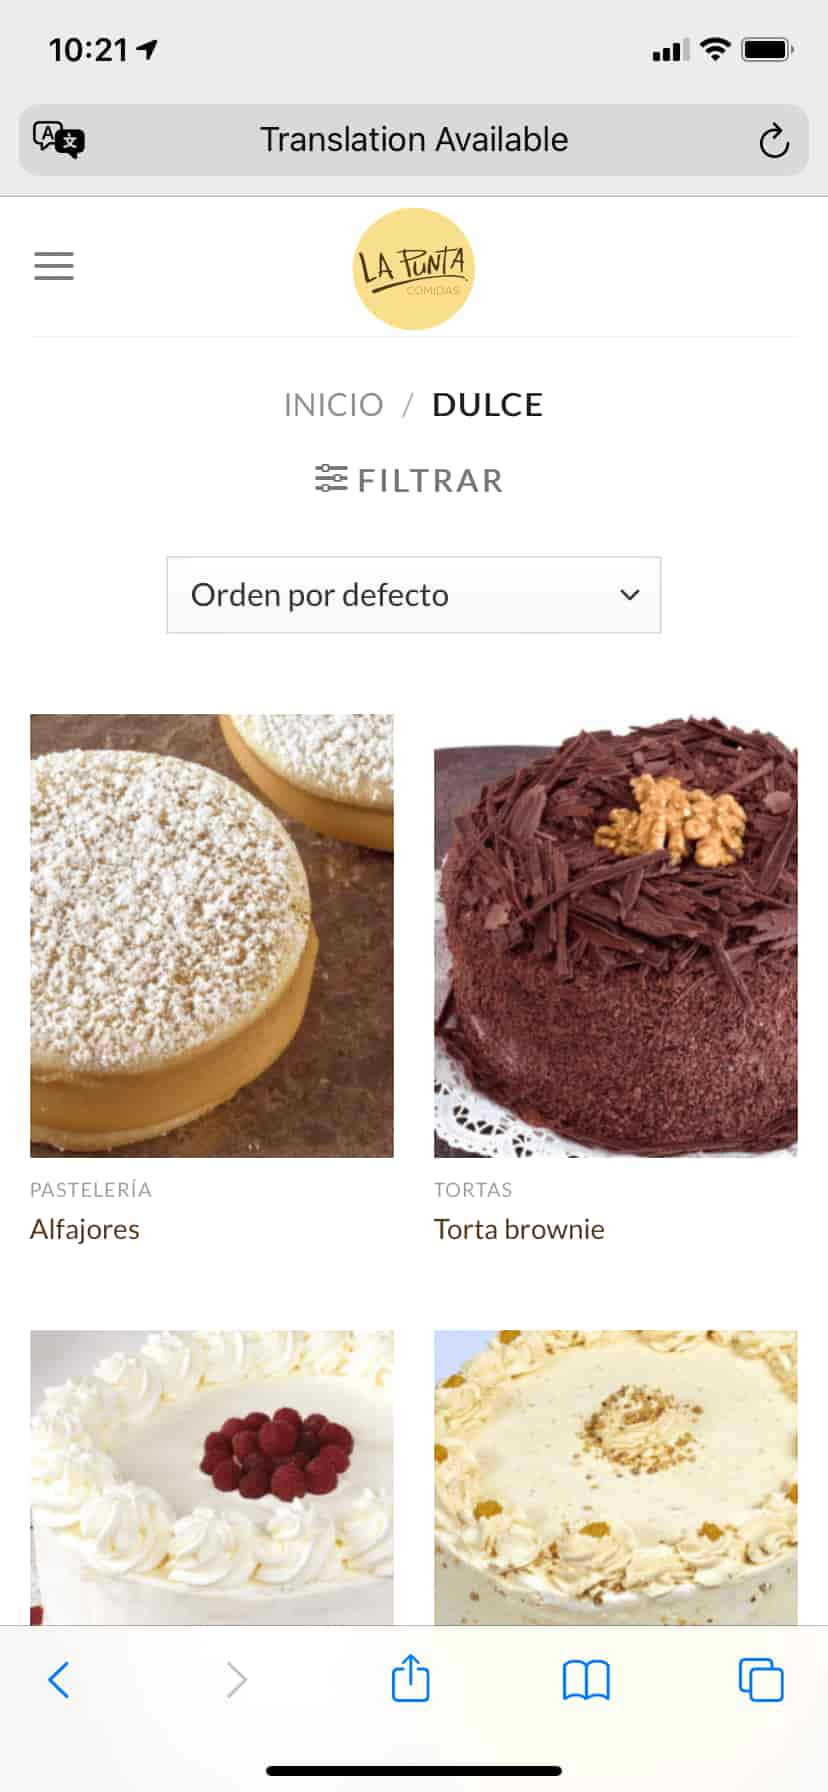 10:21
Translation Available
LA PUNTA
COMIDAS
INICIO / DULCE
FILTRAR
Orden por defecto
PASTELERÍA
Alfajores
TORTAS
Torta brownie